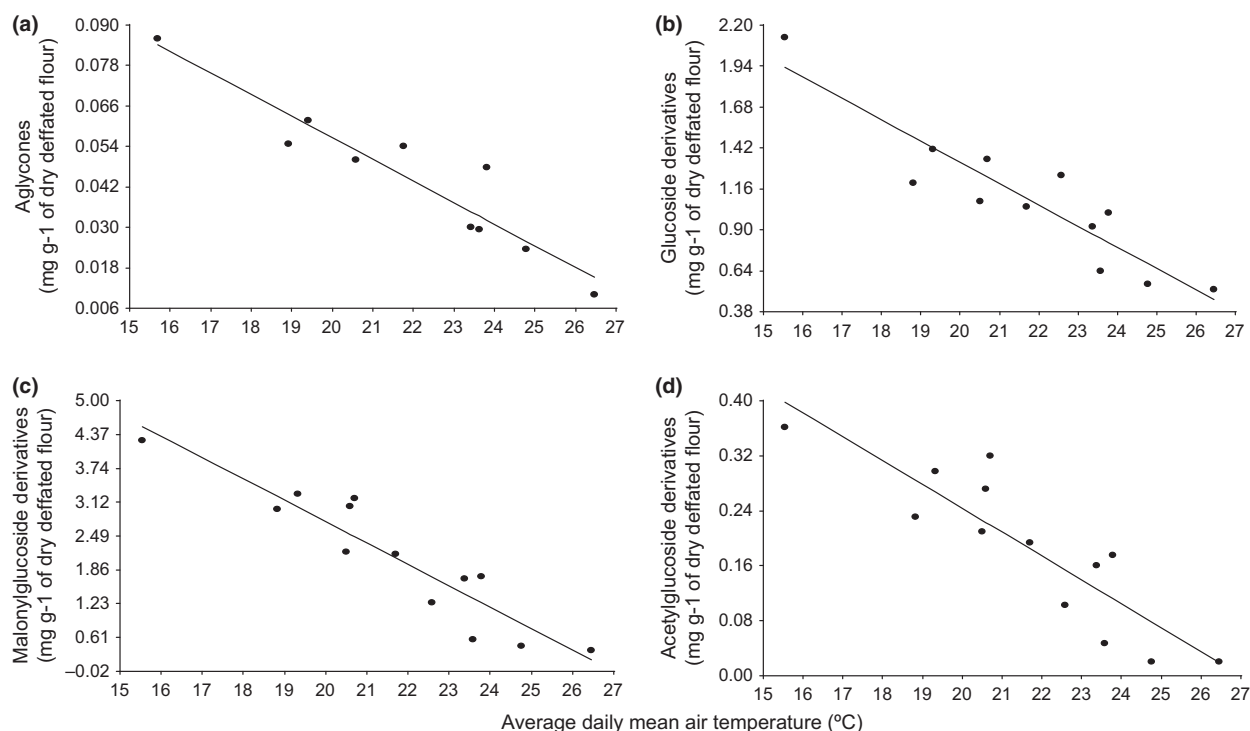 (a)
Aglycones
(mg g-1 of dry deffated flour)
0.090
0.078
0.066
0.054
0.042
0.030
0.018
0.006
15 16 17 18 19 20 21 22 23 24 25 26 27
(b)
Glucoside derivatives
(mg g-1 of dry deffated flour)
2.20
1.94
1.68
1.42
1.16
0.90
0.64
0.38
15 16 17 18 19 20 21 22 23 24 25 26 27
(c)
Malonylglucoside derivatives
(mg g-1 of dry deffated flour)
5.00
4.37
3.74
3.12
2.49
1.86
1.23
0.61
–0.02
15 16 17 18 19 20 21 22 23 24 25 26 27
(d)
Acetylglucoside derivatives
(mg g-1 of dry deffated flour)
0.40
0.32
0.24
0.16
0.08
0.00
15 16 17 18 19 20 21 22 23 24 25 26 27
Average daily mean air temperature (ºC)